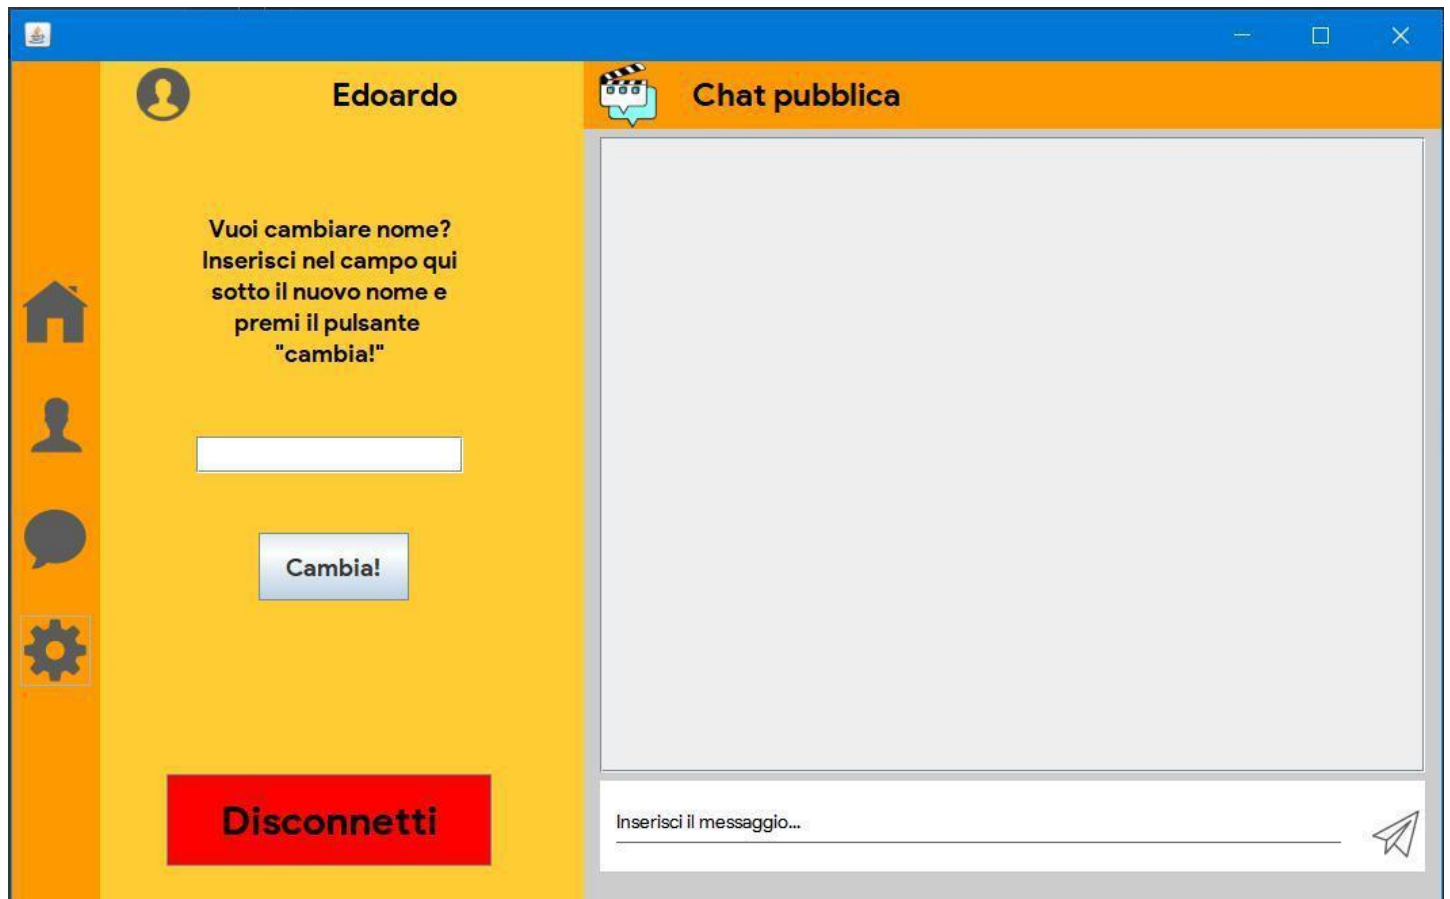 Edoardo
Chat pubblica
Vuoi cambiare nome?
Inserisci nel campo qui
sotto il nuovo nome e
premi il pulsante
"cambia!"
Cambia!
Disconnetti
Inserisci il messaggio...